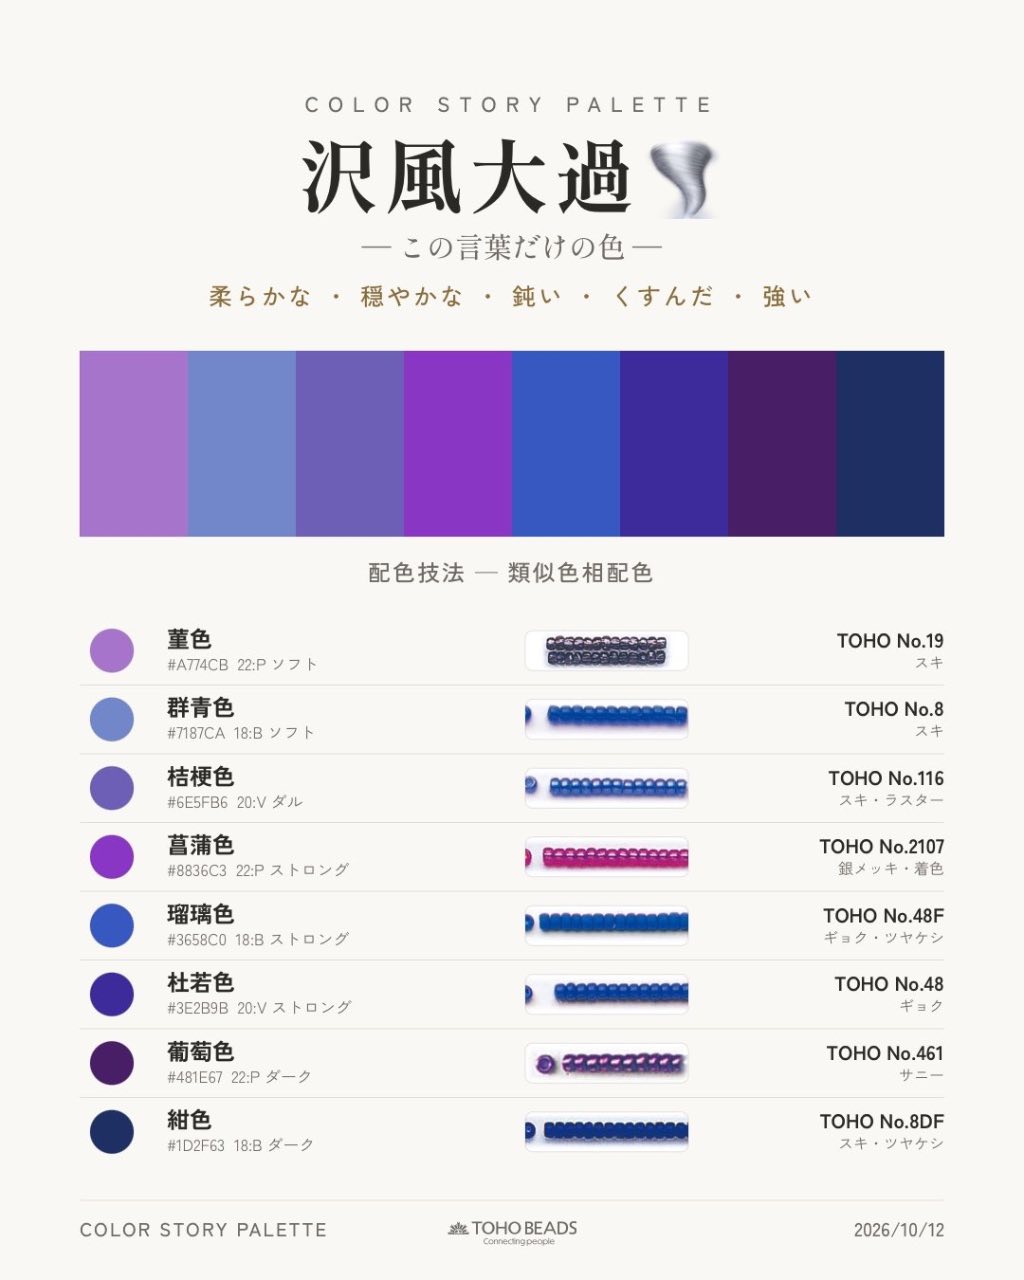 COLOR STORY PALETTE
沢風大過
— この言葉だけの色 —
柔らかな ・ 穏やかな ・ 鈍い ・ くすんだ ・ 強い
配色技法 — 類似色相配色
菫色
#A774CB 22:P ソフト
TOHO No.19
スキ
群青色
#7187CA 18:B ソフト
TOHO No.8
スキ
桔梗色
#6E5FB6 20:V ダル
TOHO No.116
スキ・ラスター
菖蒲色
#8836C3 22:P ストロング
TOHO No.2107
銀メッキ・着色
瑠璃色
#3658C0 18:B ストロング
TOHO No.48F
ギョク・ツヤケシ
杜若色
#3E2B9B 20:V ストロング
TOHO No.48
ギョク
葡萄色
#481E67 22:P ダーク
TOHO No.461
サニー
紺色
#1D2F63 18:B ダーク
TOHO No.8DF
スキ・ツヤケシ
COLOR STORY PALETTE
TOHO BEADS
Connecting people
2026/10/12